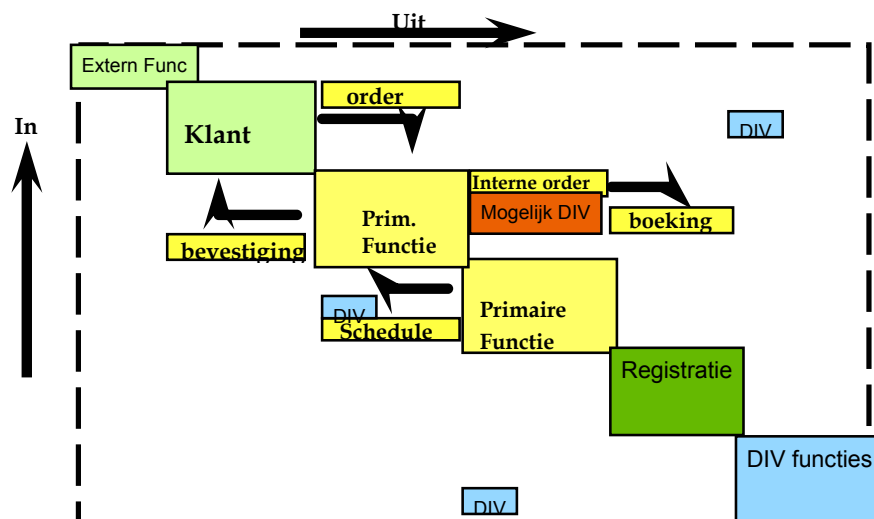 Uit
Extern Func
order
Klant
In
DIV
Interne order
Mogelijk DIV
boeking
Prim.
Functie
bevestiging
DIV
Schedule
Primaire
Functie
Registratie
DIV functies
DIV